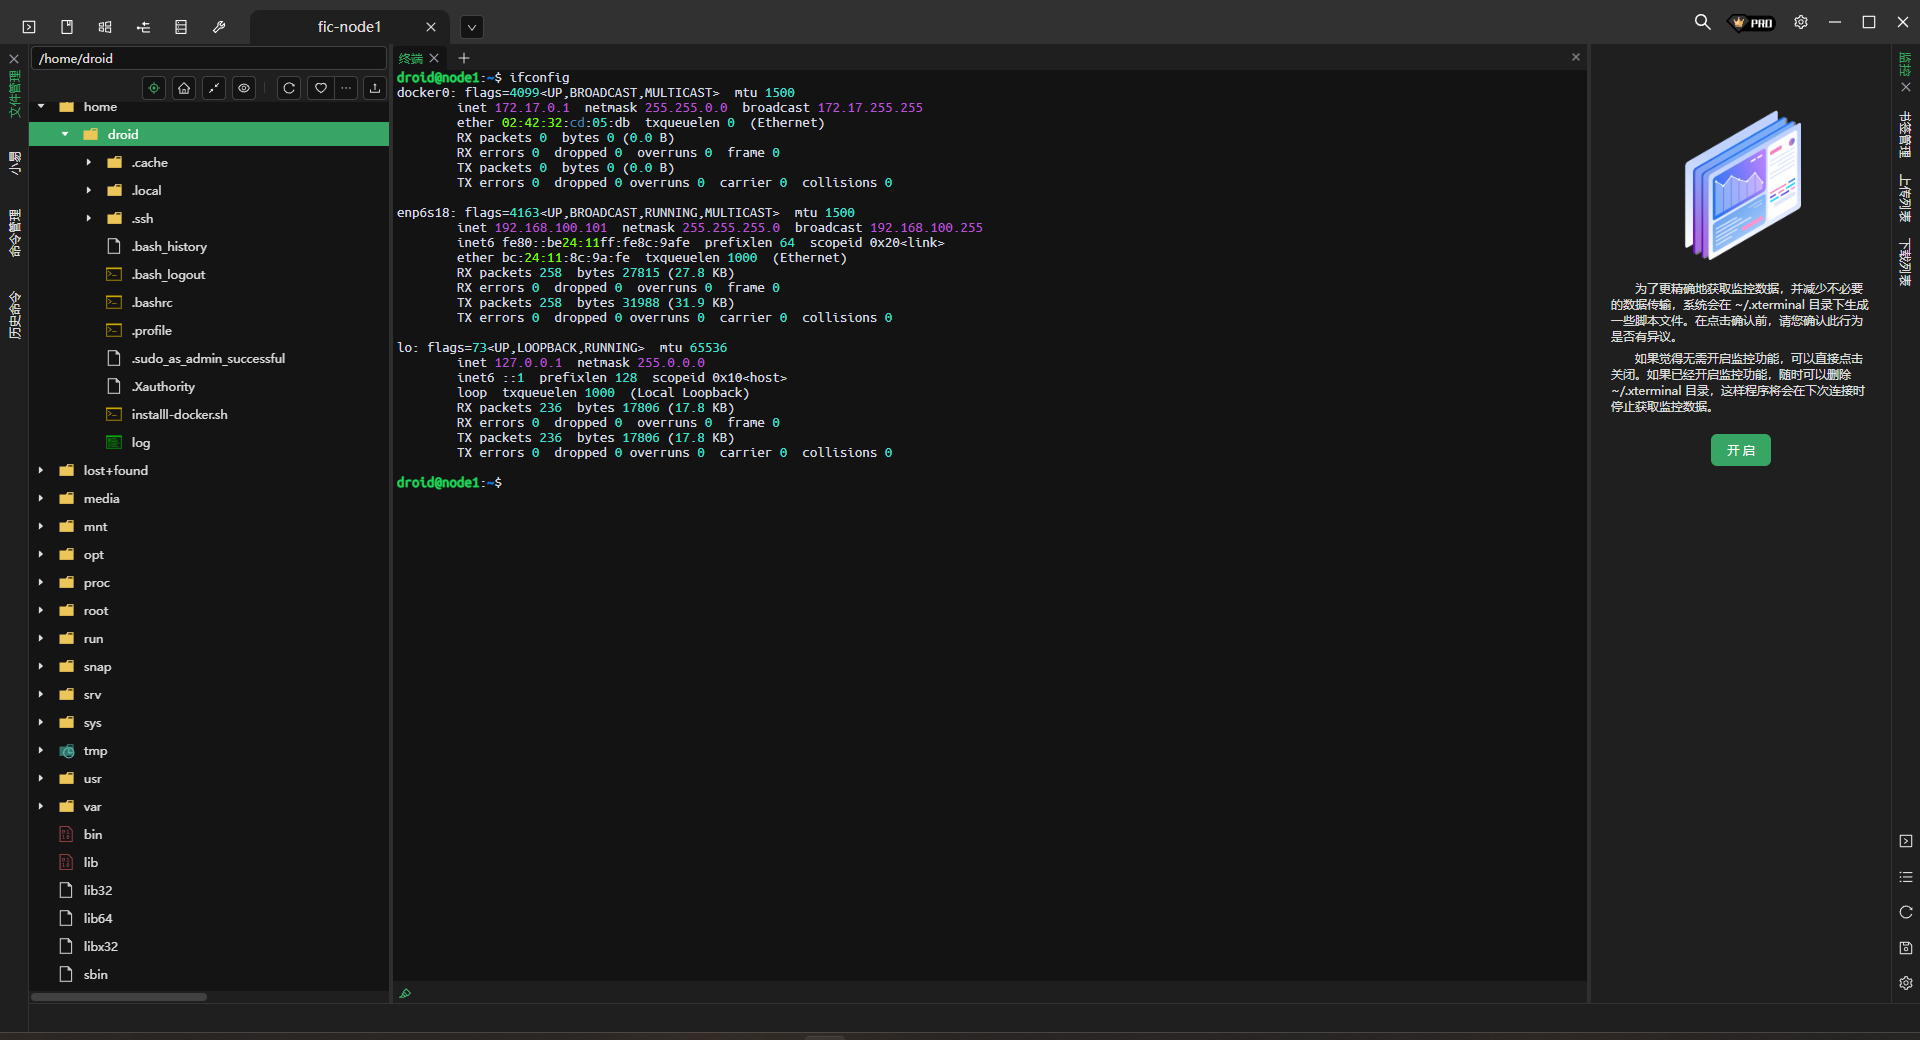 fic-node1
PRO
/home/droid
文件管理
小易
命令管理
历史命令
home
droid
.cache
.local
.ssh
.bash_history
.bash_logout
.bashrc
.profile
.sudo_as_admin_successful
.Xauthority
installl-docker.sh
log
lost+found
media
mnt
opt
proc
root
run
snap
srv
sys
tmp
usr
var
bin
lib
lib32
lib64
libx32
sbin
终端
droid@node1:~$ ifconfig
docker0: flags=4099<UP,BROADCAST,MULTICAST>  mtu 1500
        inet 172.17.0.1  netmask 255.255.0.0  broadcast 172.17.255.255
        ether 02:42:32:cd:05:db  txqueuelen 0  (Ethernet)
        RX packets 0  bytes 0 (0.0 B)
        RX errors 0  dropped 0  overruns 0  frame 0
        TX packets 0  bytes 0 (0.0 B)
        TX errors 0  dropped 0 overruns 0  carrier 0  collisions 0
enp6s18: flags=4163<UP,BROADCAST,RUNNING,MULTICAST>  mtu 1500
        inet 192.168.100.101  netmask 255.255.255.0  broadcast 192.168.100.255
        inet6 fe80::be24:11ff:fe8c:9afe  prefixlen 64  scopeid 0x20<link>
        ether bc:24:11:8c:9a:fe  txqueuelen 1000  (Ethernet)
        RX packets 258  bytes 27815 (27.8 KB)
        RX errors 0  dropped 0  overruns 0  frame 0
        TX packets 258  bytes 31988 (31.9 KB)
        TX errors 0  dropped 0 overruns 0  carrier 0  collisions 0
lo: flags=73<UP,LOOPBACK,RUNNING>  mtu 65536
        inet 127.0.0.1  netmask 255.0.0.0
        inet6 ::1  prefixlen 128  scopeid 0x10<host>
        loop  txqueuelen 1000  (Local Loopback)
        RX packets 236  bytes 17806 (17.8 KB)
        RX errors 0  dropped 0  overruns 0  frame 0
        TX packets 236  bytes 17806 (17.8 KB)
        TX errors 0  dropped 0 overruns 0  carrier 0  collisions 0
droid@node1:~$
为了更精确地获取监控数据，并减少不必要
的数据传输，系统会在 ~/.xterminal 目录下生成
一些脚本文件。在点击确认前，请您确认此行为
是否有异议。
如果觉得无需开启监控功能，可以直接点击
关闭。如果已经开启监控功能，随时可以删除
~/.xterminal 目录，这样程序将会在下次连接时
停止获取监控数据。
开启
监控
书签管理
上传列表
下载列表